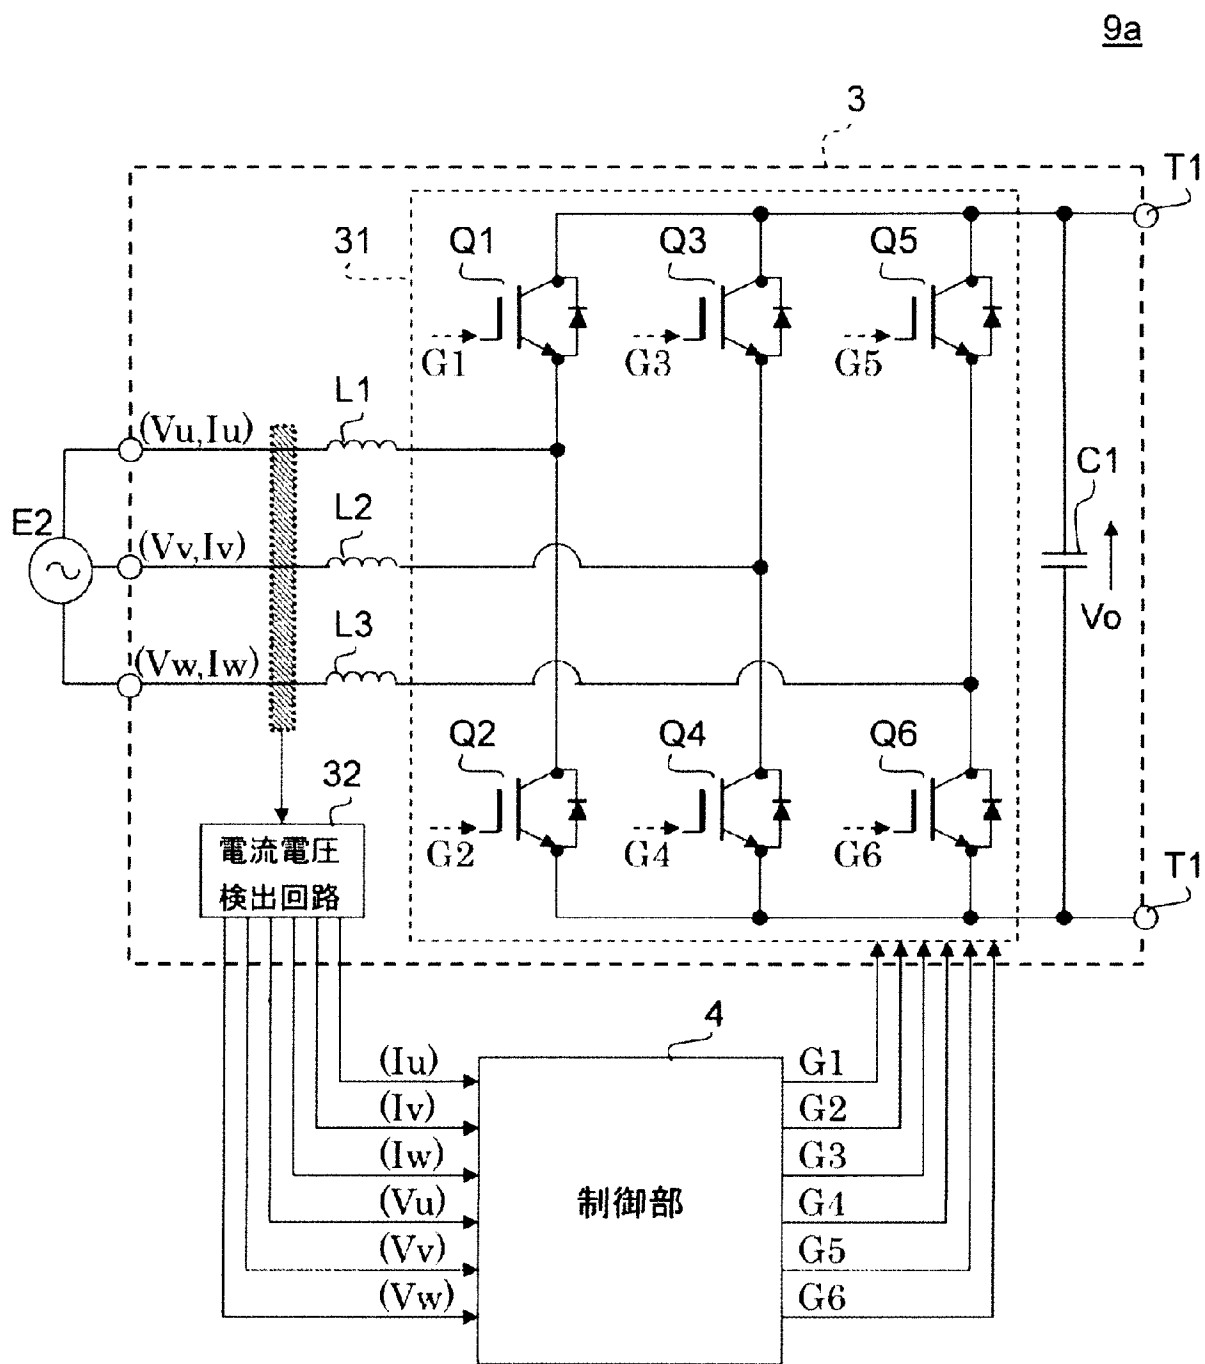 9a
3
T1
31
Q1
Q3
Q5
G1
G3
G5
(Vu,Iu)
L1
E2
(Vv,Iv)
L2
C1
Vo
(Vw,Iw)
L3
Q2
Q4
Q6
32
G2
G4
G6
電流電圧
検出回路
T1
4
(Iu)
(Iv)
(Iw)
(Vu)
(Vv)
(Vw)
制御部
G1
G2
G3
G4
G5
G6